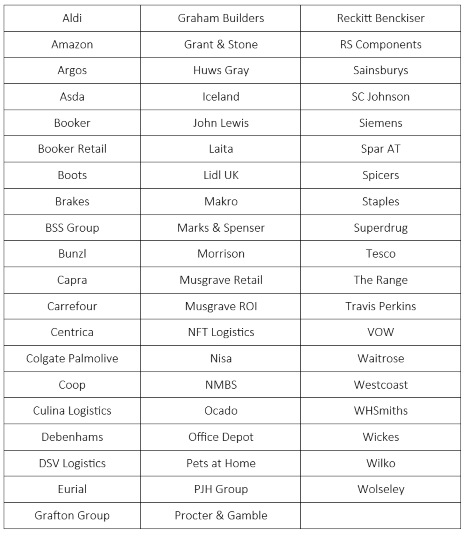 Aldi Graham Builders Reckitt Benckiser
Amazon Grant & Stone RS Components
Argos Huws Gray Sainsburys
Asda Iceland SC Johnson
Booker John Lewis Siemens
Booker Retail Laita Spar AT
Boots Lidl UK Spicers
Brakes Makro Staples
BSS Group Marks & Spenser Superdrug
Bunzl Morrison Tesco
Capra Musgrave Retail The Range
Carrefour Musgrave ROI Travis Perkins
Centrica NFT Logistics VOW
Colgate Palmolive Nisa Waitrose
Coop NMBS Westcoast
Culina Logistics Ocado WHSmiths
Debenhams Office Depot Wickes
DSV Logistics Pets at Home Wilko
Eurial PJH Group Wolseley
Grafton Group Procter & Gamble